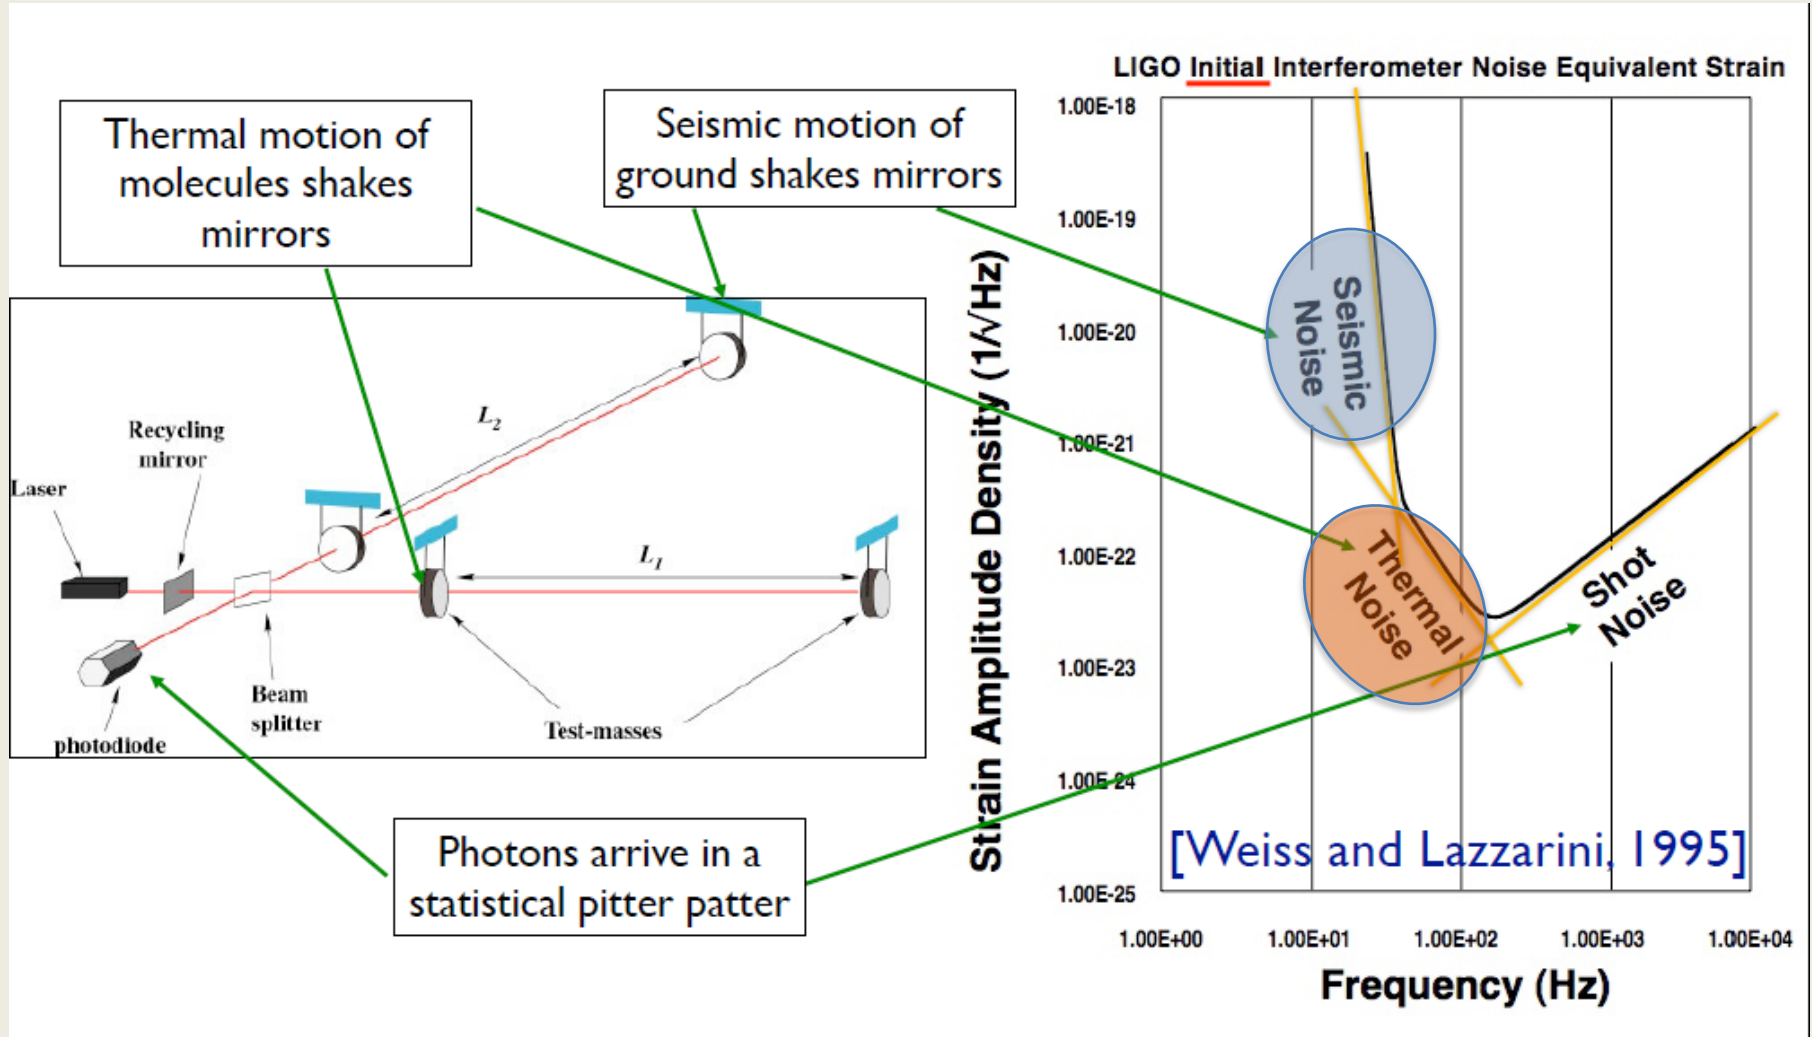 LIGO Initial Interferometer Noise Equivalent Strain
Thermal motion of
molecules shakes
mirrors
Seismic motion of
ground shakes mirrors
Recycling
mirror
Laser
L2
L1
Beam
splitter
photodiode
Test-masses
Photons arrive in a
statistical pitter patter
Strain Amplitude Density (1/√Hz)
1.00E-18
1.00E-19
1.00E-20
1.00E-21
1.00E-22
1.00E-23
1.00E-24
1.00E-25
Seismic
Noise
Thermal
Noise
Shot
Noise
[Weiss and Lazzarini, 1995]
1.00E+00
1.00E+01
1.00E+02
1.00E+03
1.00E+04
Frequency (Hz)